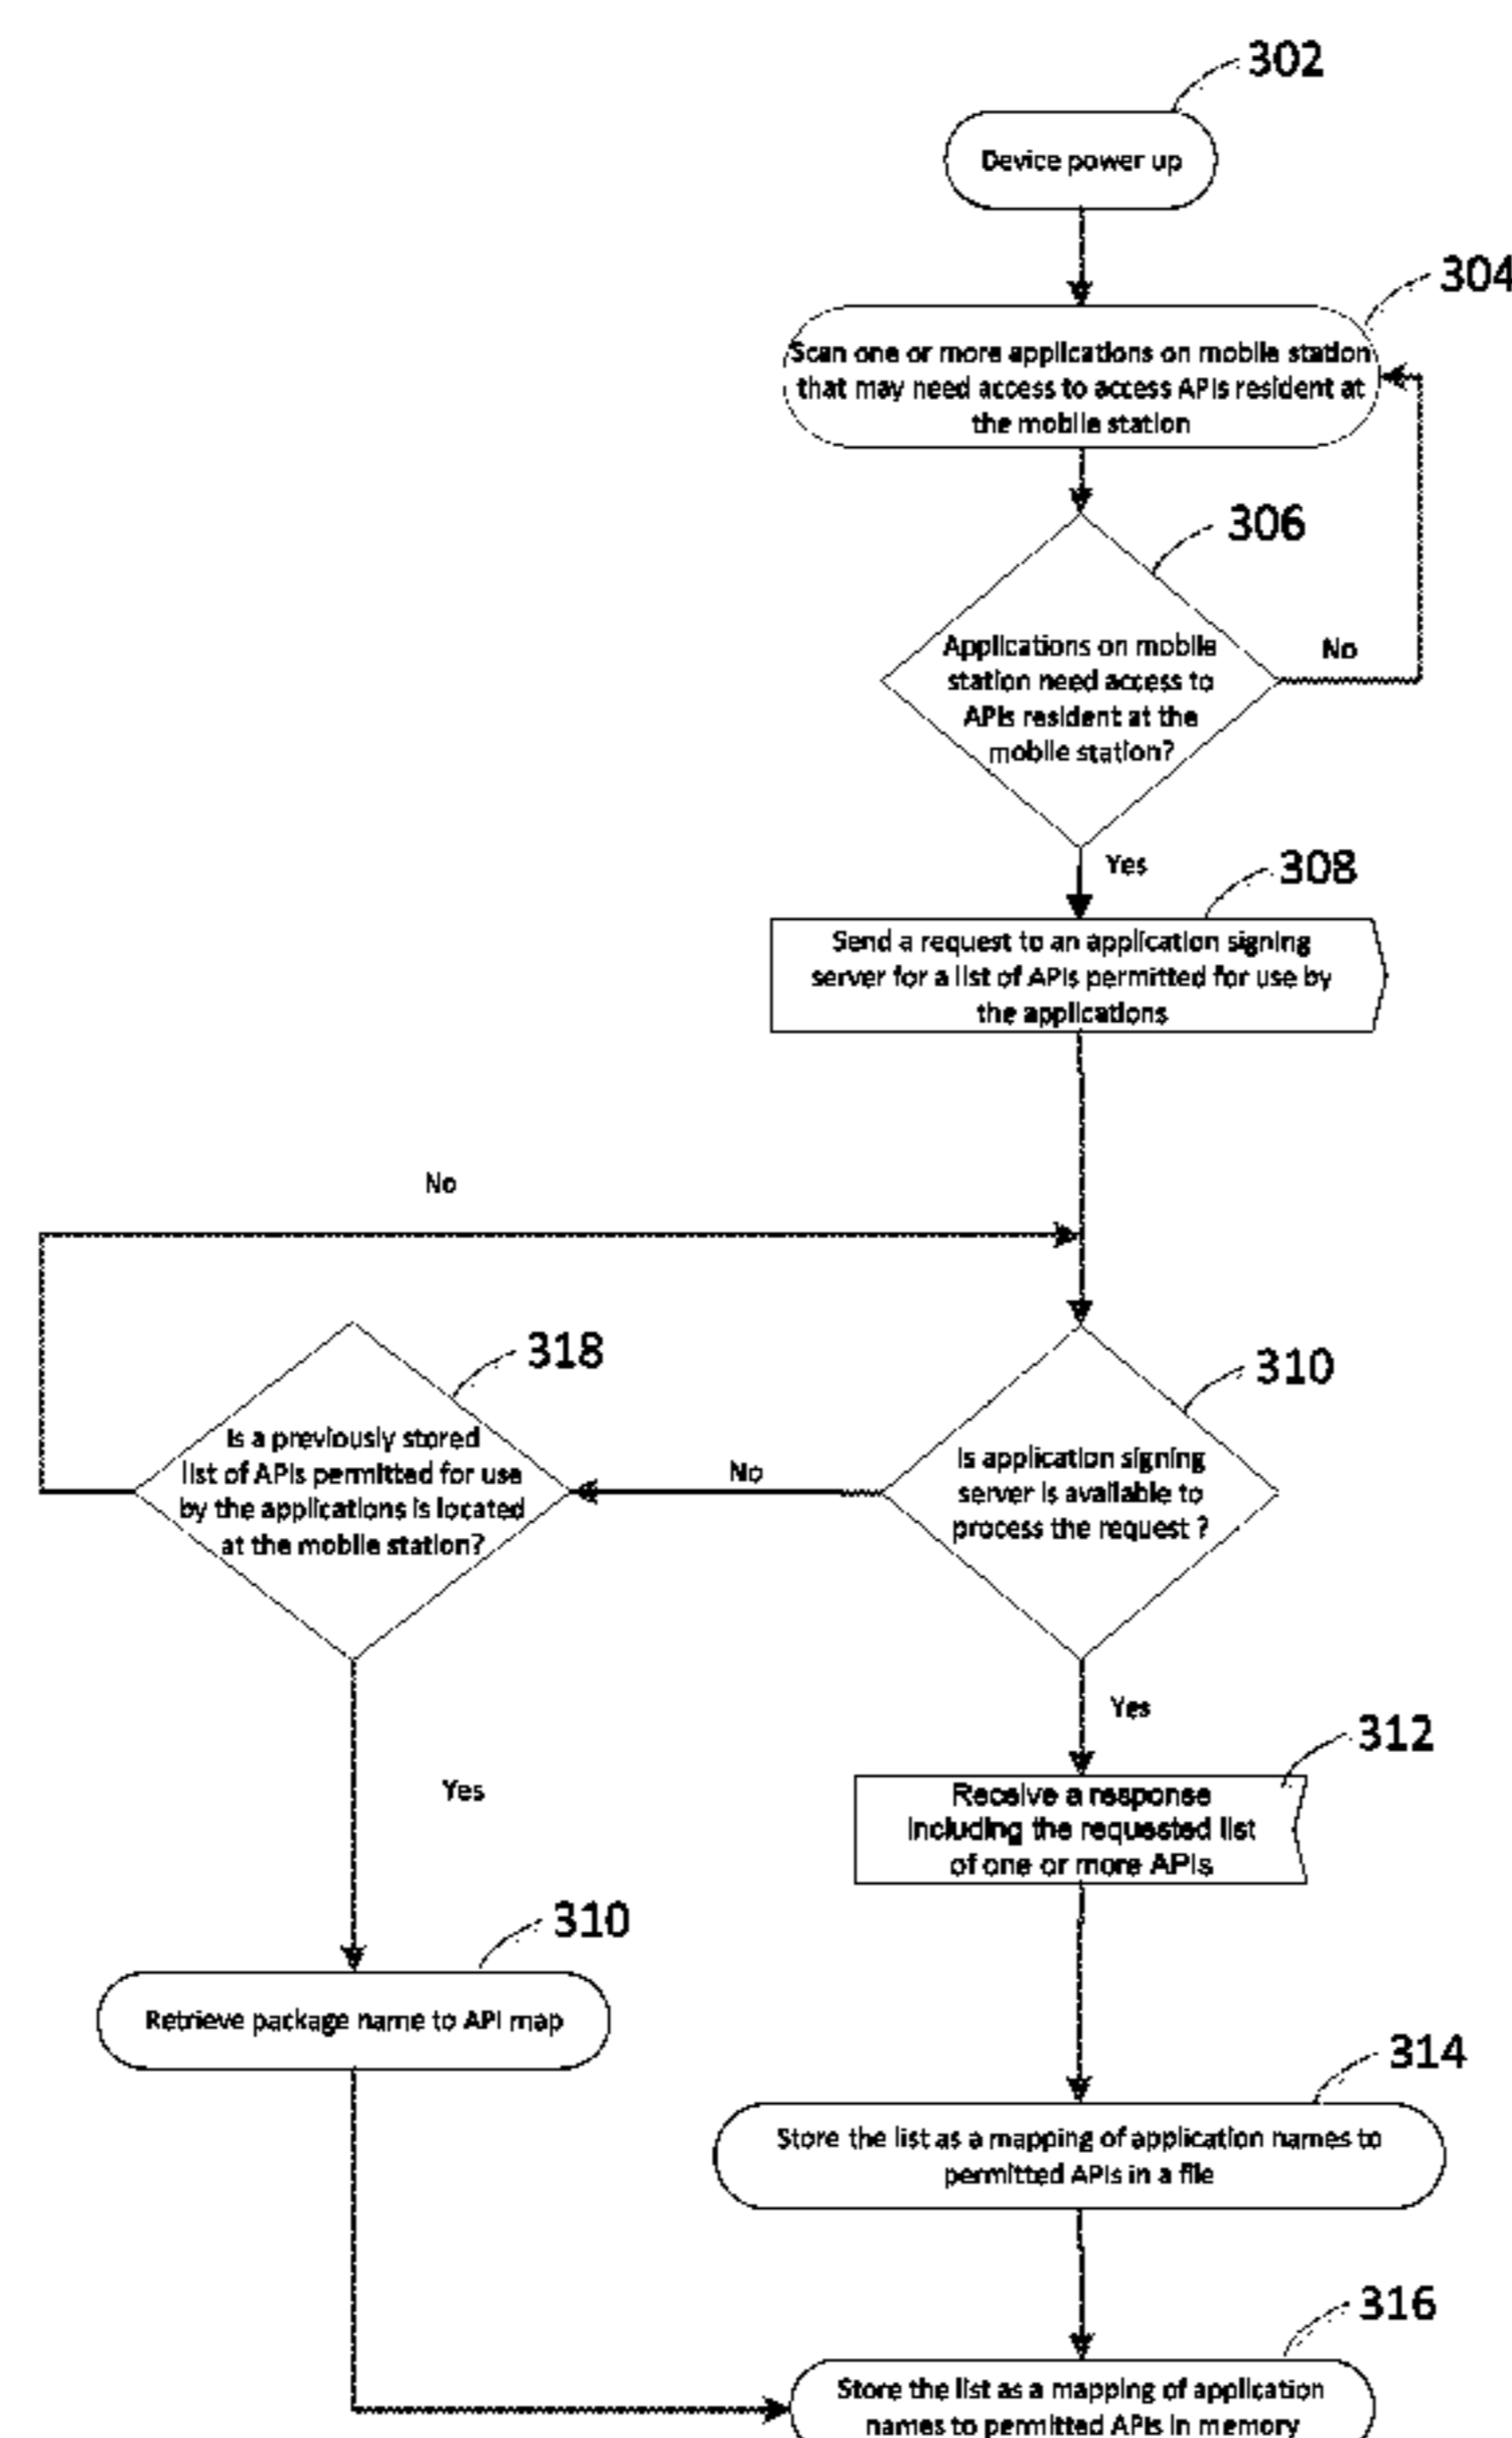 302
Device power up
304
Scan one or more applications on mobile station
that may need access to access APIs resident at
the mobile station
306
Applications on mobile
station need access to
APIs resident at the
mobile station?
No
Yes
308
Send a request to an application signing
server for a list of APIs permitted for use by
the applications
No
318
Is a previously stored
list of APIs permitted for use
by the applications is located
at the mobile station?
No
310
Is application signing
server is available to
process the request ?
Yes
312
Receive a response
including the requested list
of one or more APIs
Yes
310
Retrieve package name to API map
314
Store the list as a mapping of application names to
permitted APIs in a file
316
Store the list as a mapping of application
names to permitted APIs in memory